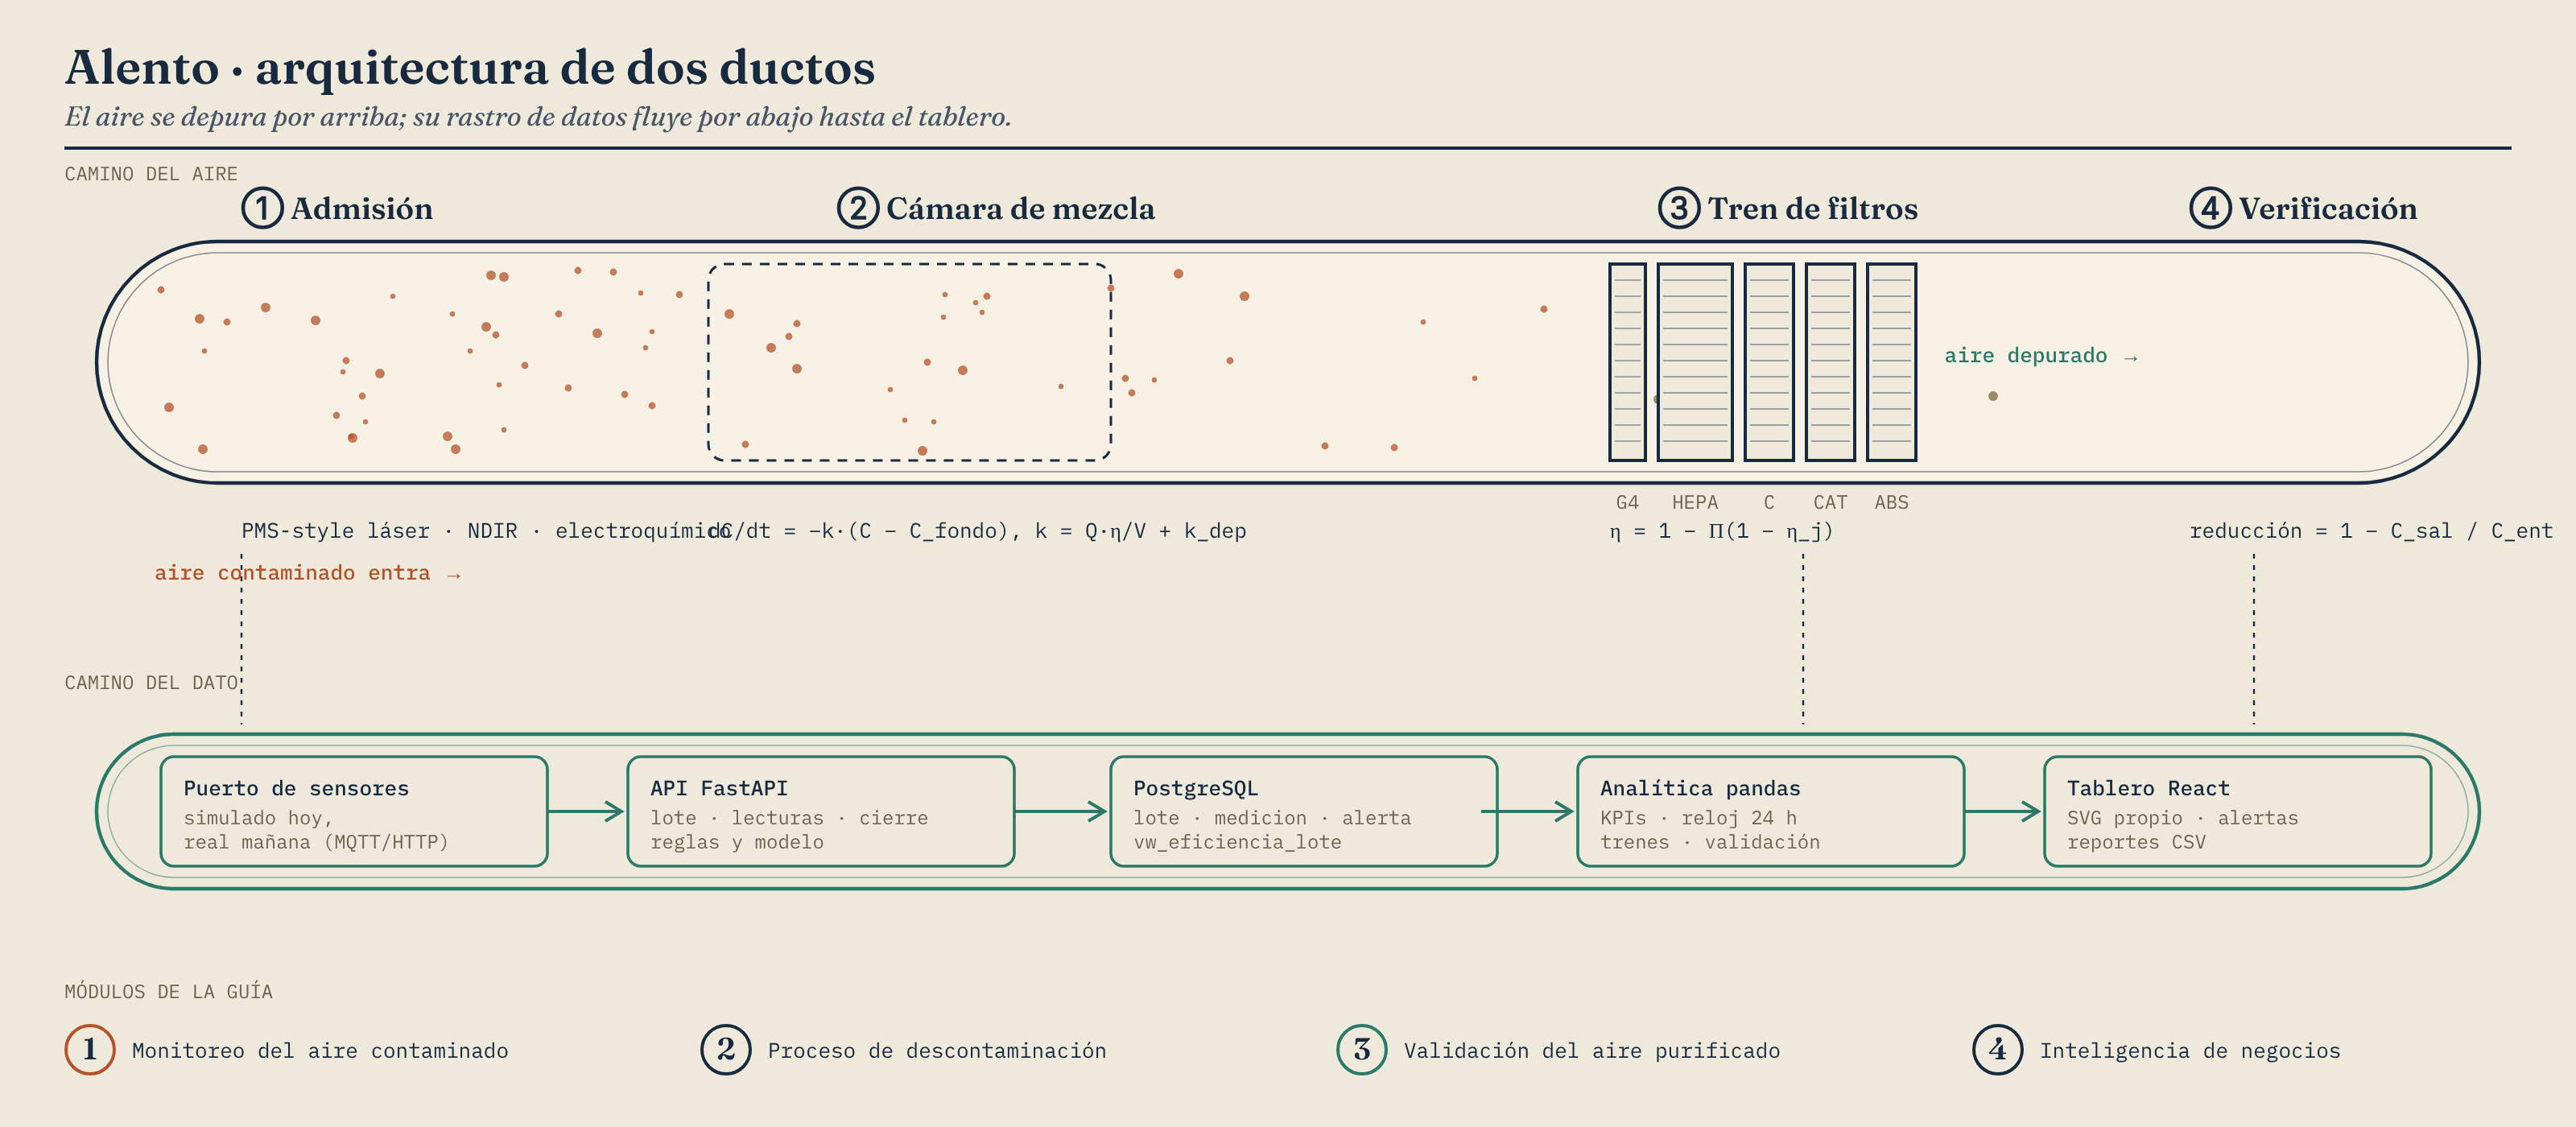 Alento · arquitectura de dos ductos
El aire se depura por arriba; su rastro de datos fluye por abajo hasta el tablero.
CAMINO DEL AIRE
① Admisión
② Cámara de mezcla
③ Tren de filtros
④ Verificación
aire depurado →
G4 HEPA C CAT ABS
PMS-style láser · NDIR · electroquímico
dC/dt = −k·(C − C_fondo), k = Q·η/V + k_dep
η = 1 − Π(1 − η_j)
reducción = 1 − C_sal / C_ent
aire contaminado entra →
CAMINO DEL DATO
Puerto de sensores
simulado hoy,
real mañana (MQTT/HTTP)
API FastAPI
lote · lecturas · cierre
reglas y modelo
PostgreSQL
lote · medicion · alerta
vw_eficiencia_lote
Analítica pandas
KPIs · reloj 24 h
trenes · validación
Tablero React
SVG propio · alertas
reportes CSV
MÓDULOS DE LA GUÍA
1 Monitoreo del aire contaminado
2 Proceso de descontaminación
3 Validación del aire purificado
4 Inteligencia de negocios